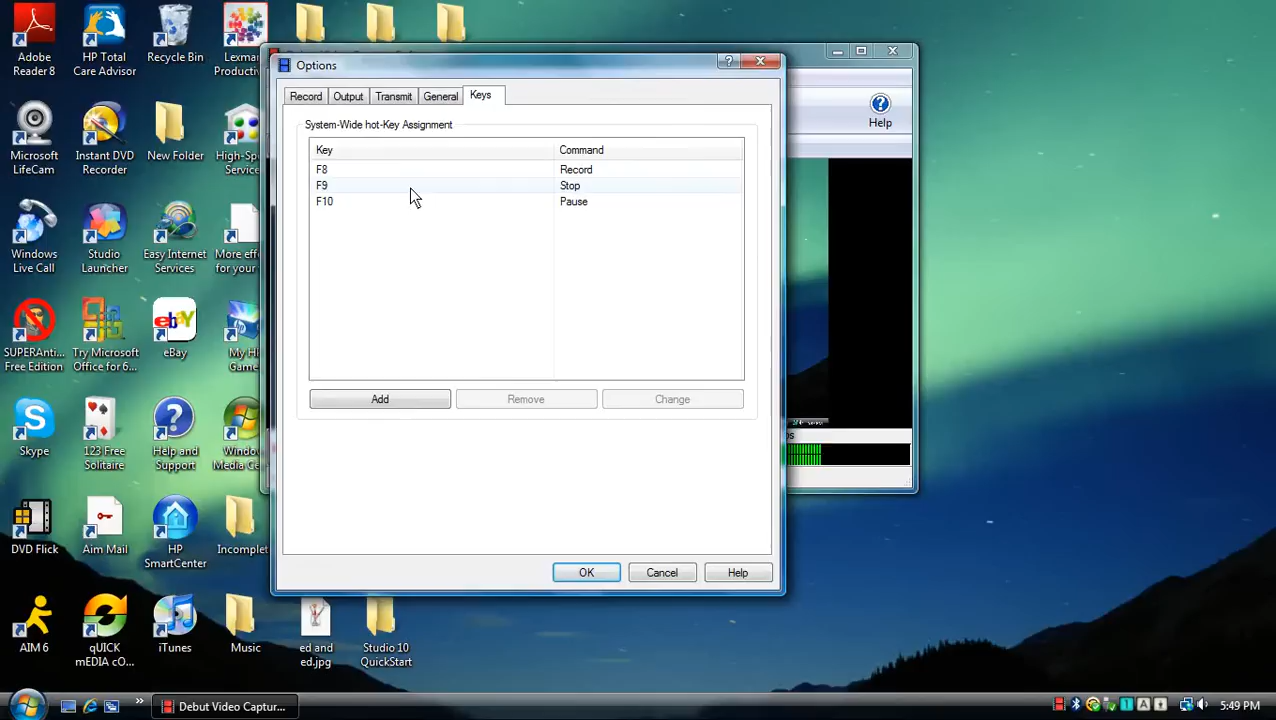 Adobe Reader 8
HP Total Care Advisor
Recycle Bin
Lexmar Producti
Options
Record
Output
Transmit
General
Keys
Help
System-Wide hot-Key Assignment
Key
Command
F8
Record
F9
Stop
F10
Pause
Add
Remove
Change
OK
Cancel
Help
Microsoft LifeCam
Instant DVD Recorder
New Folder
High-Spe Service
Windows Live Call
Studio Launcher
Easy Internet Services
More effe for your
SUPERAnti... Free Edition
Try Microsoft Office for 6...
ebay
eBay
My H Game
Skype
123 Free Solitaire
Help and Support
Window Media Ce
DVD Flick
Aim Mail
HP SmartCenter
Incomplet
AIM 6
qUICK mEDIA cO...
iTunes
Music
ed and ed.jpg
Studio 10 QuickStart
Debut Video Captur...
5:49 PM